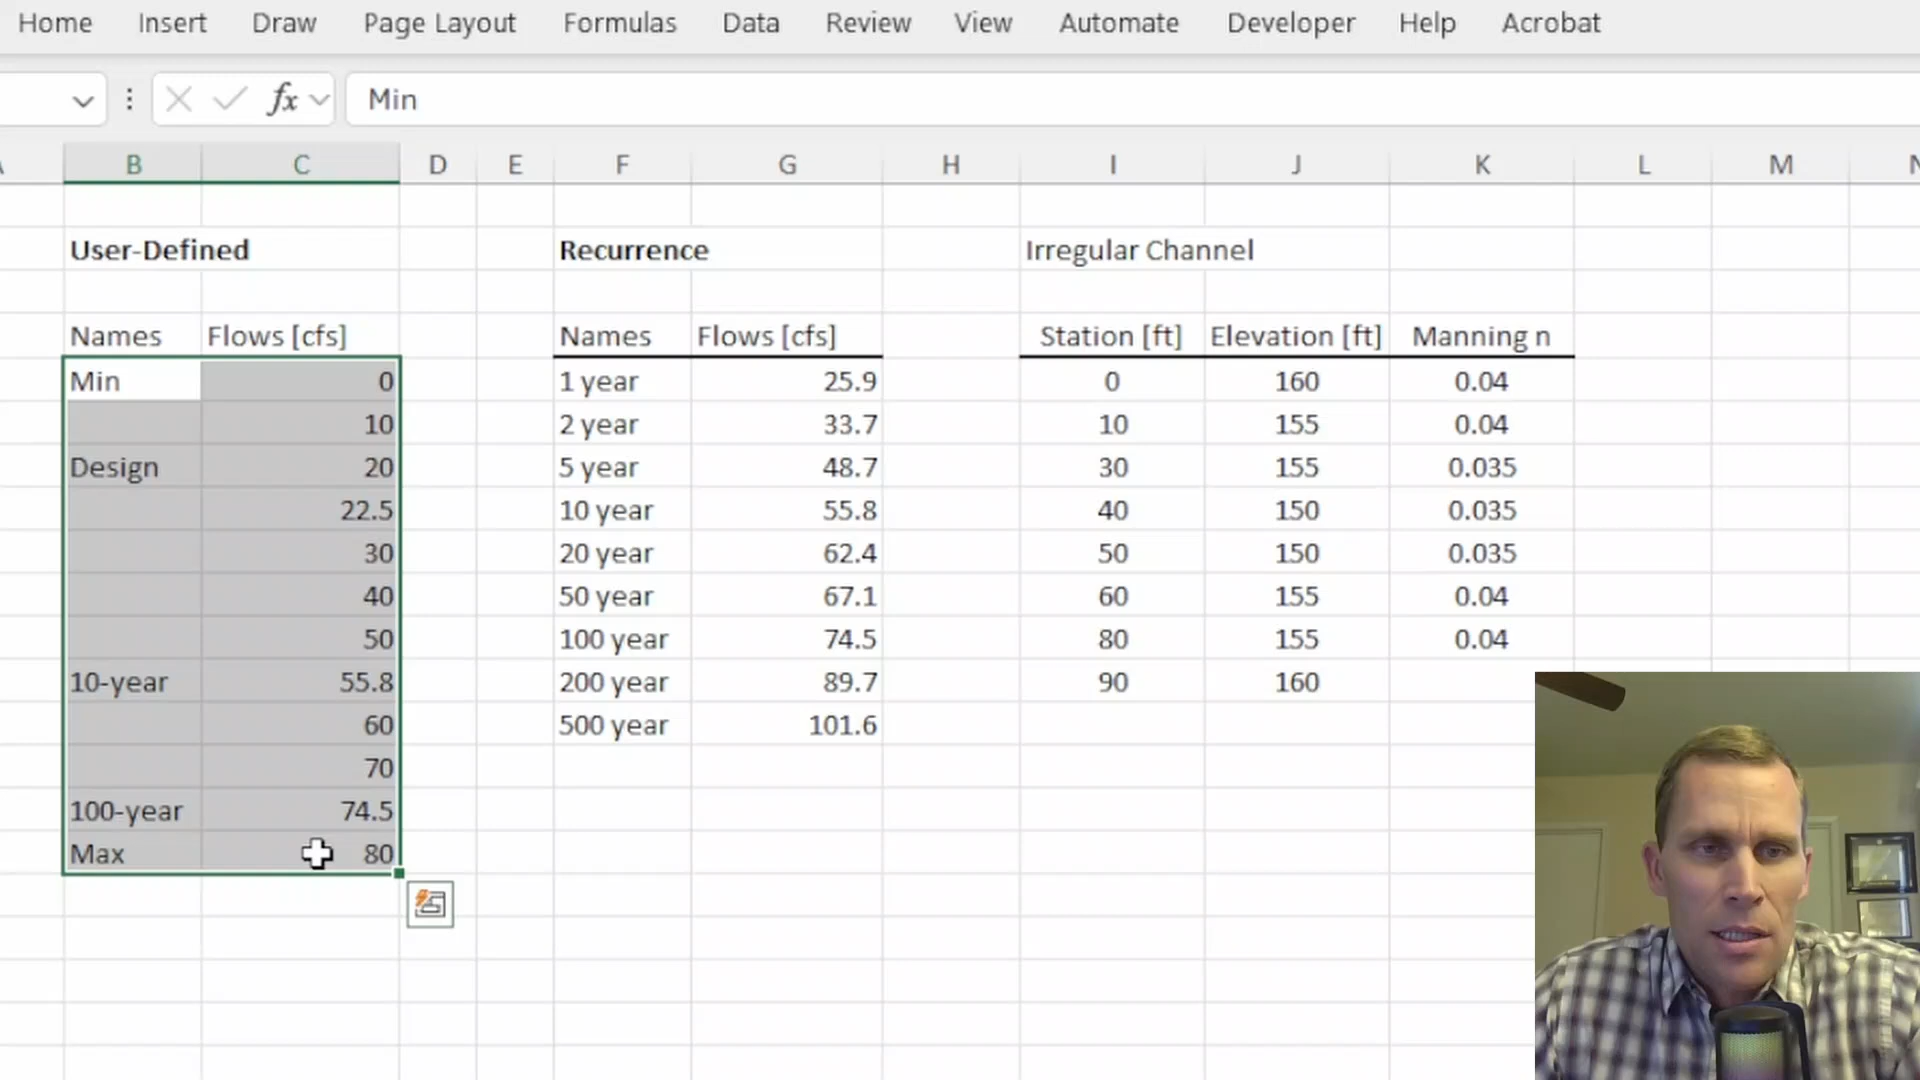 Home Insert Draw Page Layout Formulas Data Review View Automate Developer Help Acrobat
fx Min
B C D E F G H I J K L M N
User-Defined Recurrence Irregular Channel
Names Flows [cfs] Names Flows [cfs] Station [ft] Elevation [ft] Manning n
Min 0 1 year 25.9 0 160 0.04
10 2 year 33.7 10 155 0.04
Design 20 5 year 48.7 30 155 0.035
22.5 10 year 55.8 40 150 0.035
30 20 year 62.4 50 150 0.035
40 50 year 67.1 60 155 0.04
50 100 year 74.5 80 155 0.04
10-year 55.8 200 year 89.7 90 160
60 500 year 101.6
70
100-year 74.5
Max 80